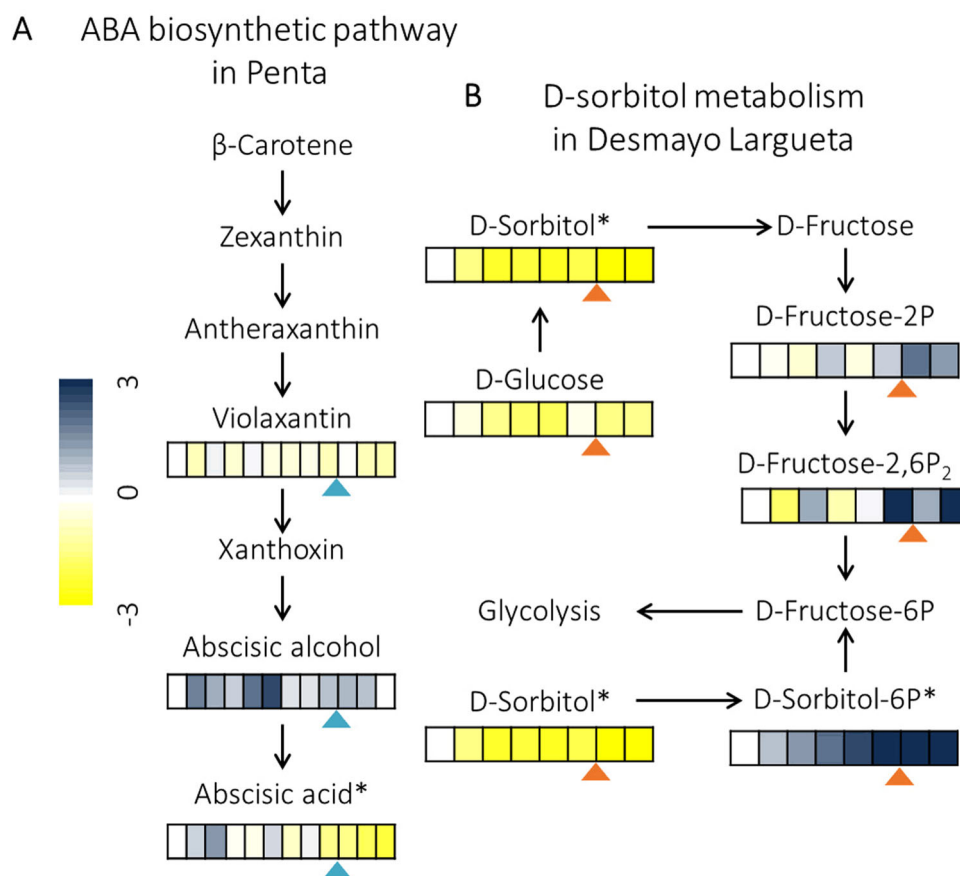 A ABA biosynthetic pathway
in Penta
B D-sorbitol metabolism
in Desmayo Largueta
β-Carotene
Zexanthin
Antheraxanthin
Violaxantin
Xanthoxin
Abscisic alcohol
Abscisic acid*
3
0
-3
D-Sorbitol*
D-Fructose
D-Glucose
D-Fructose-2P
D-Fructose-2,6P₂
Glycolysis
D-Fructose-6P
D-Sorbitol*
D-Sorbitol-6P*